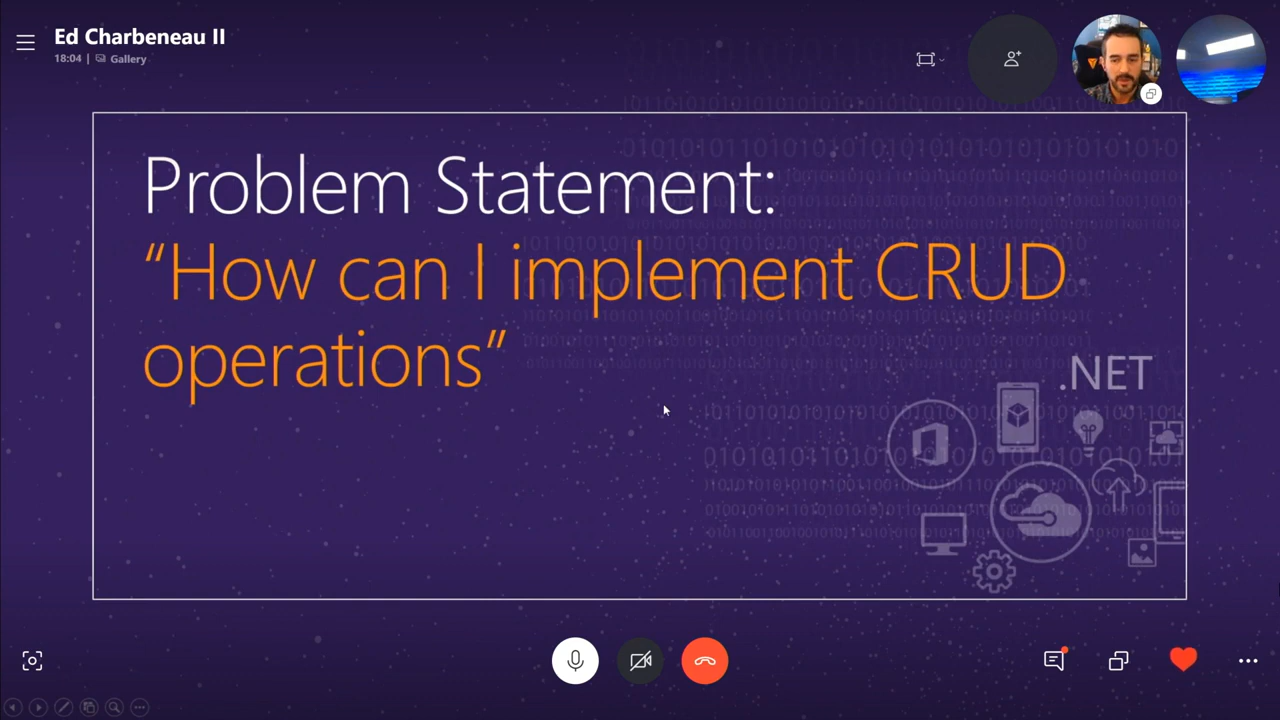 Ed Charbeneau II
18:04 | Gallery
Problem Statement:
“How can I implement CRUD
operations”
.NET